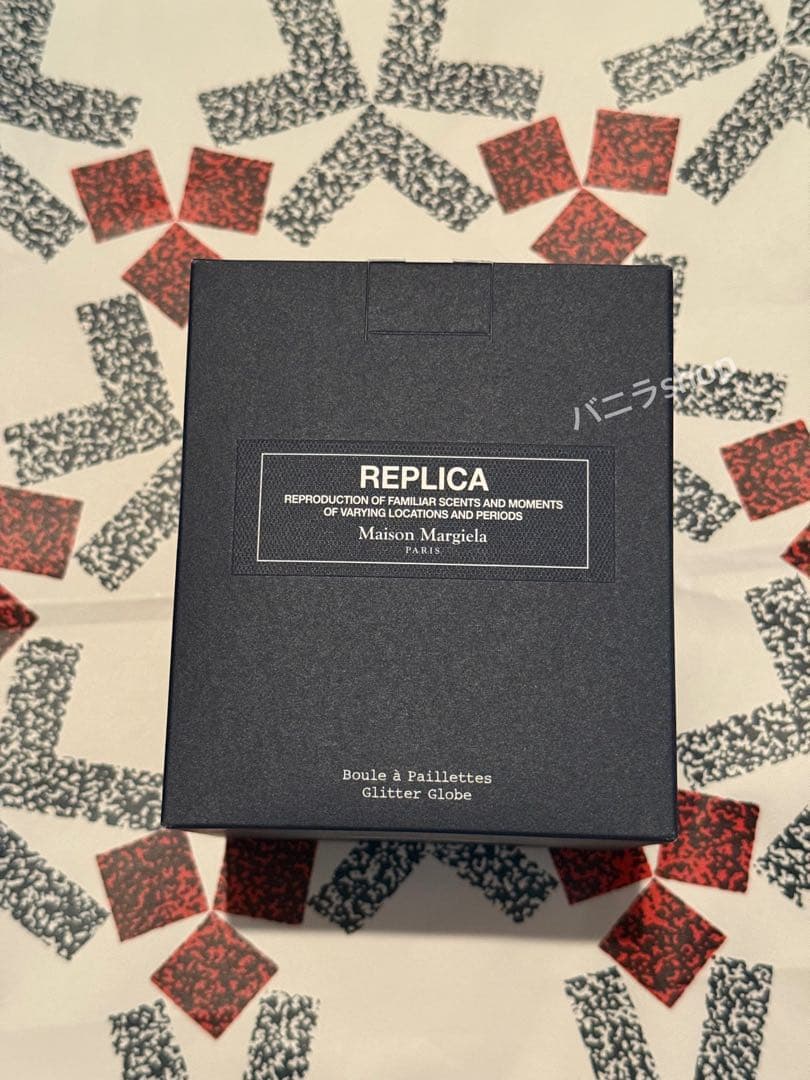 バニラshop
REPLICA
REPRODUCTION OF FAMILIAR SCENTS AND MOMENTS
OF VARYING LOCATIONS AND PERIODS
Maison Margiela
PARIS
Boule à Paillettes
Glitter Globe